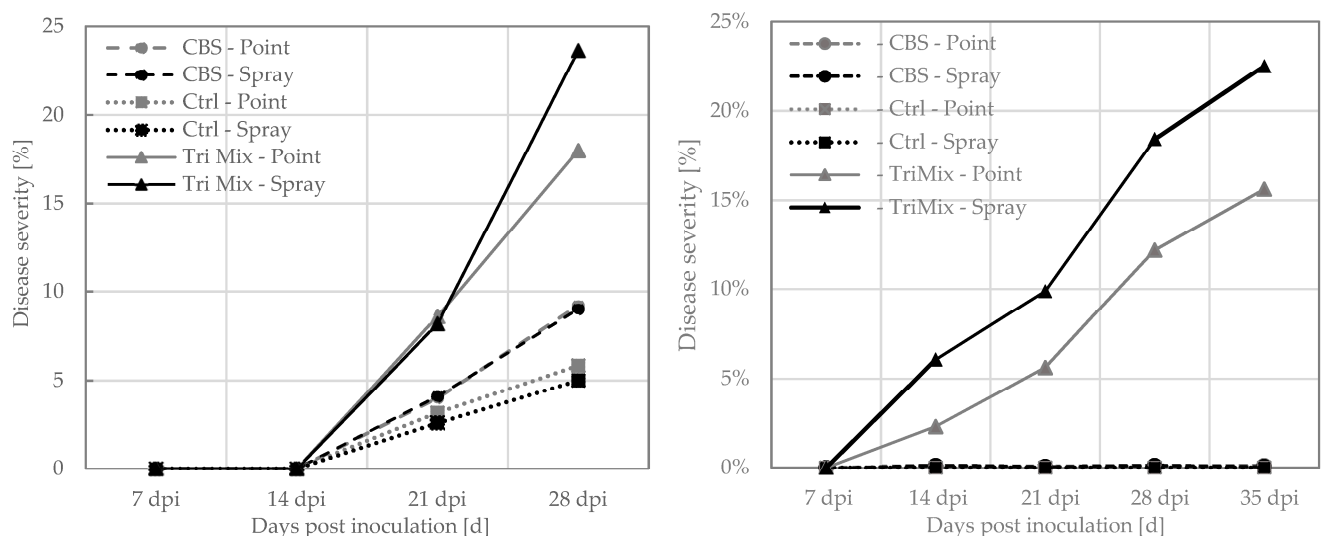 25
20
15
10
5
0
Disease severity [%]
CBS - Point
CBS - Spray
Ctrl - Point
Ctrl - Spray
Tri Mix - Point
Tri Mix - Spray
7 dpi 14 dpi 21 dpi 28 dpi
Days post inoculation [d]
25%
20%
15%
10%
5%
0%
Disease severity [%]
- CBS - Point
- CBS - Spray
- Ctrl - Point
- Ctrl - Spray
- TriMix - Point
- TriMix - Spray
7 dpi 14 dpi 21 dpi 28 dpi 35 dpi
Days post inoculation [d]